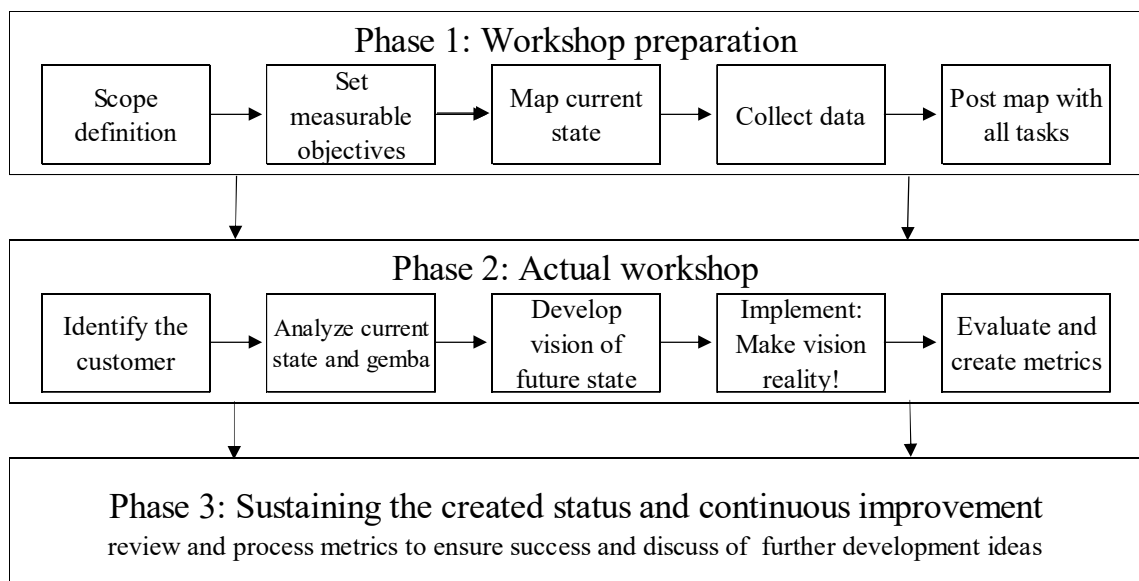 Phase 1: Workshop preparation
Scope
definition
Set
measurable
objectives
Map current
state
Collect data
Post map with
all tasks
Phase 2: Actual workshop
Identify the
customer
Analyze current
state and gemba
Develop
vision of
future state
Implement:
Make vision
reality!
Evaluate and
create metrics
Phase 3: Sustaining the created status and continuous improvement
review and process metrics to ensure success and discuss of further development ideas